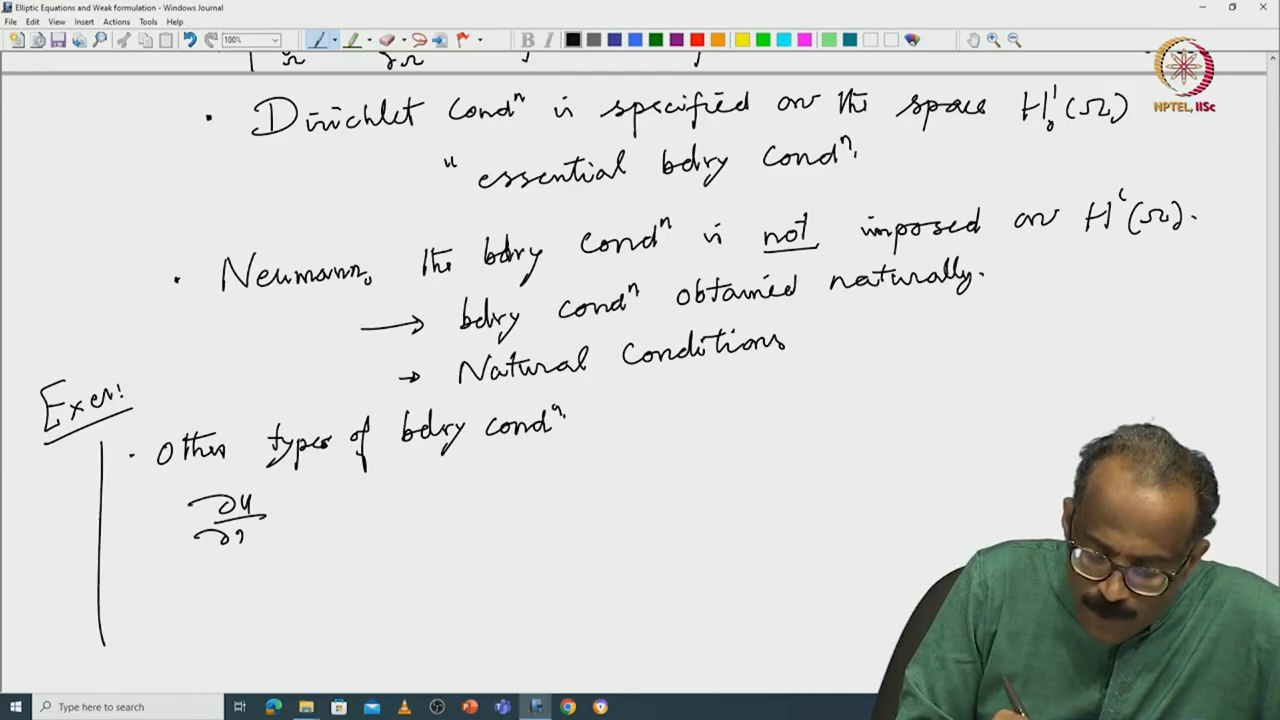 Elliptic Equations and Weak formulation - Windows Journal
File Edit View Insert Actions Tools Help
100%
NPTEL, IISc
• Dirichlet condⁿ is specified on the space H₀¹(Ω)
" essential bdry condⁿ.
• Neumann. the bdry condⁿ is not imposed on H¹(Ω).
→ bdry condⁿ obtained naturally.
→ Natural Conditions
Exer:
• Other types of bdry condⁿ.
∂u
∂
Type here to search